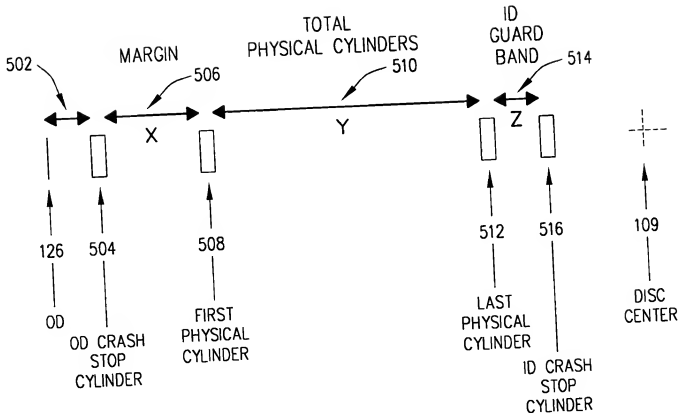 TOTAL
PHYSICAL CYLINDERS
ID
GUARD
BAND
MARGIN
502
506
510
514
X
Y
Z
126
504
508
512
516
109
OD
OD CRASH
STOP
CYLINDER
FIRST
PHYSICAL
CYLINDER
LAST
PHYSICAL
CYLINDER
ID CRASH
STOP
CYLINDER
DISC
CENTER